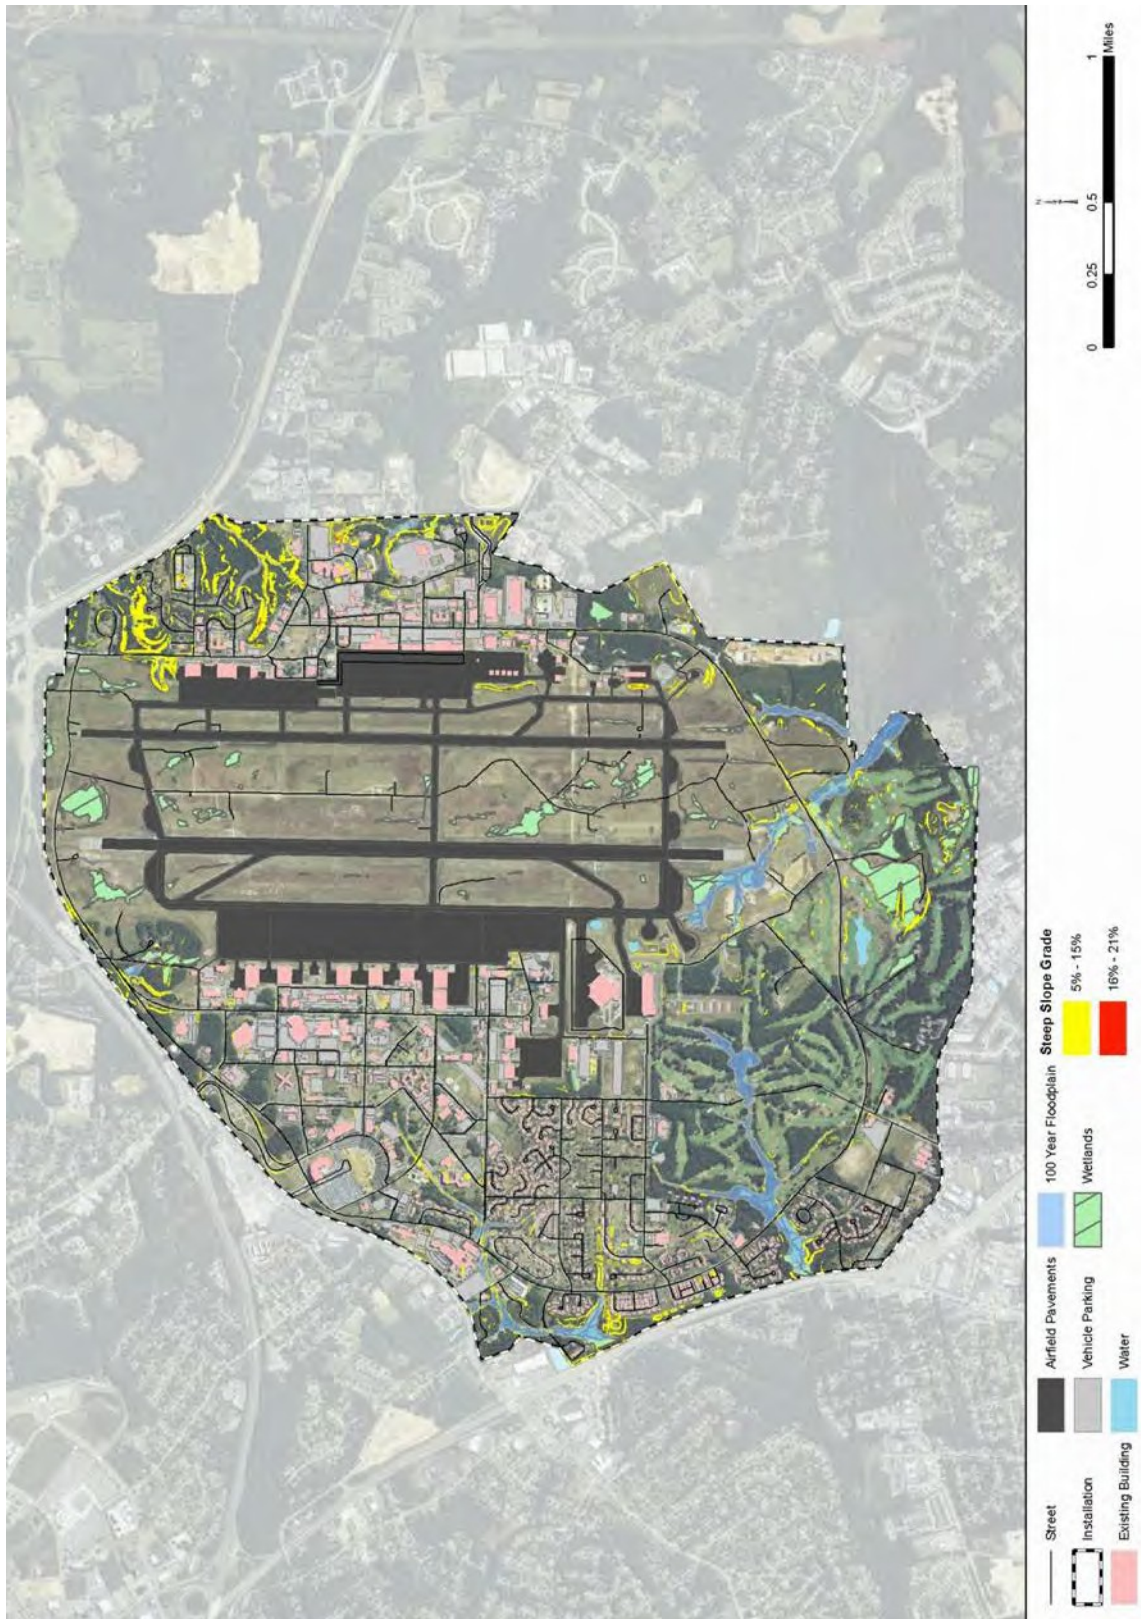 Street
Installation
Existing Building
Airfield Pavements
Vehicle Parking
Water
100 Year Floodplain
Wetlands
Steep Slope Grade
5% - 15%
16% - 21%
N
0 0.25 0.5 1
Miles